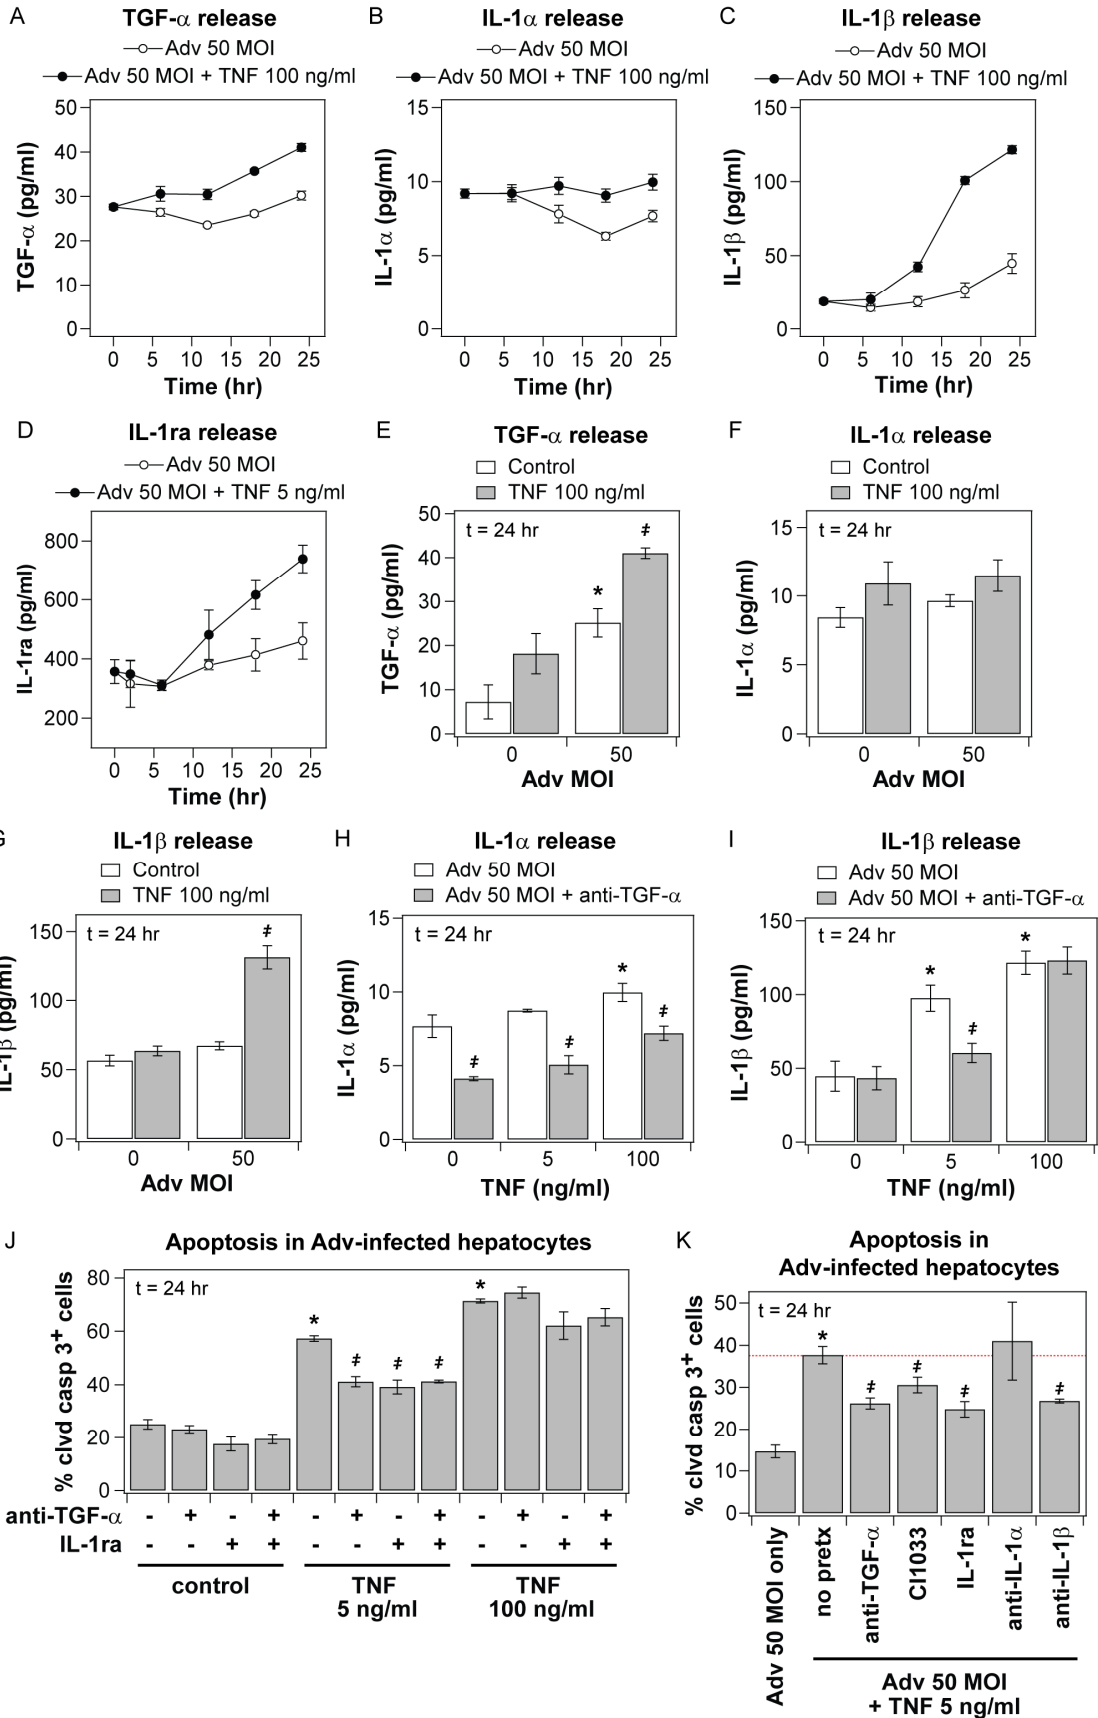 A
TGF-α release
Adv 50 MOI
Adv 50 MOI + TNF 100 ng/ml
TGF-α (pg/ml)
50
40
30
20
10
0
0 5 10 15 20 25
Time (hr)
B
IL-1α release
Adv 50 MOI
Adv 50 MOI + TNF 100 ng/ml
IL-1α (pg/ml)
15
10
5
0
0 5 10 15 20 25
Time (hr)
C
IL-1β release
Adv 50 MOI
Adv 50 MOI + TNF 100 ng/ml
IL-1β (pg/ml)
150
100
50
0
0 5 10 15 20 25
Time (hr)
D
IL-1ra release
Adv 50 MOI
Adv 50 MOI + TNF 5 ng/ml
IL-1ra (pg/ml)
800
600
400
200
0 5 10 15 20 25
Time (hr)
E
TGF-α release
Control
TNF 100 ng/ml
t = 24 hr
TGF-α (pg/ml)
50
40
30
20
10
0
* ‡
0 50
Adv MOI
F
IL-1α release
Control
TNF 100 ng/ml
t = 24 hr
IL-1α (pg/ml)
15
10
5
0
0 50
Adv MOI
IL-1β release
Control
TNF 100 ng/ml
t = 24 hr
IL-1β (pg/ml)
150
100
50
0
‡
0 50
Adv MOI
H
IL-1α release
Adv 50 MOI
Adv 50 MOI + anti-TGF-α
t = 24 hr
IL-1α (pg/ml)
15
10
5
0
‡ ‡ * ‡
0 5 100
TNF (ng/ml)
I
IL-1β release
Adv 50 MOI
Adv 50 MOI + anti-TGF-α
t = 24 hr
IL-1β (pg/ml)
150
100
50
0
* ‡ *
0 5 100
TNF (ng/ml)
J
Apoptosis in Adv-infected hepatocytes
t = 24 hr
% clvd casp 3+ cells
80
60
40
20
0
* ‡ ‡ ‡ *
anti-TGF-α - + - + - + - + - + - +
IL-1ra - - + + - - + + - - + +
control
TNF
5 ng/ml
TNF
100 ng/ml
K
Apoptosis in
Adv-infected hepatocytes
t = 24 hr
% clvd casp 3+ cells
50
40
30
20
10
0
* ‡ ‡ ‡ ‡
Adv 50 MOI only
no pretx
anti-TGF-α
CI1033
IL-1ra
anti-IL-1α
anti-IL-1β
Adv 50 MOI
+ TNF 5 ng/ml